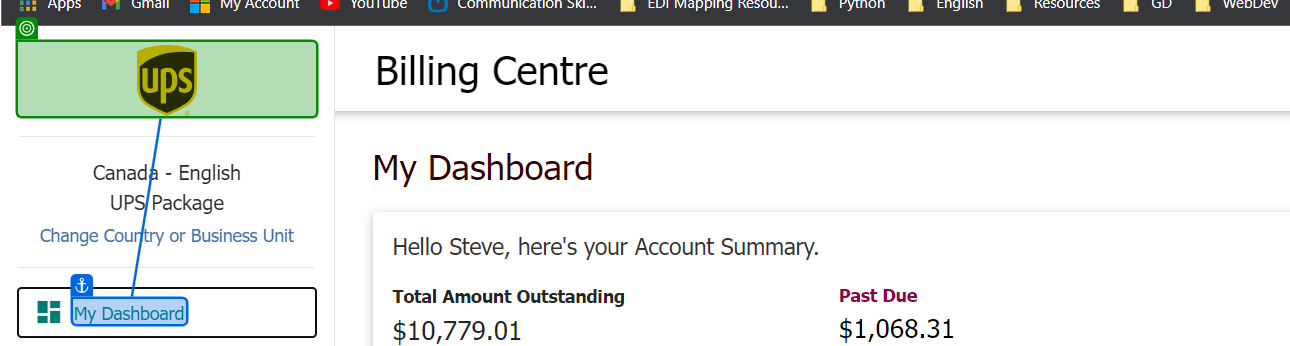 Apps Gmail My Account YouTube Communication Ski... EDI Mapping Resou... Python English Resources GD WebDev
ups
Billing Centre
Canada - English
UPS Package
Change Country or Business Unit
My Dashboard
My Dashboard
Hello Steve, here's your Account Summary.
Total Amount Outstanding
$10,779.01
Past Due
$1,068.31